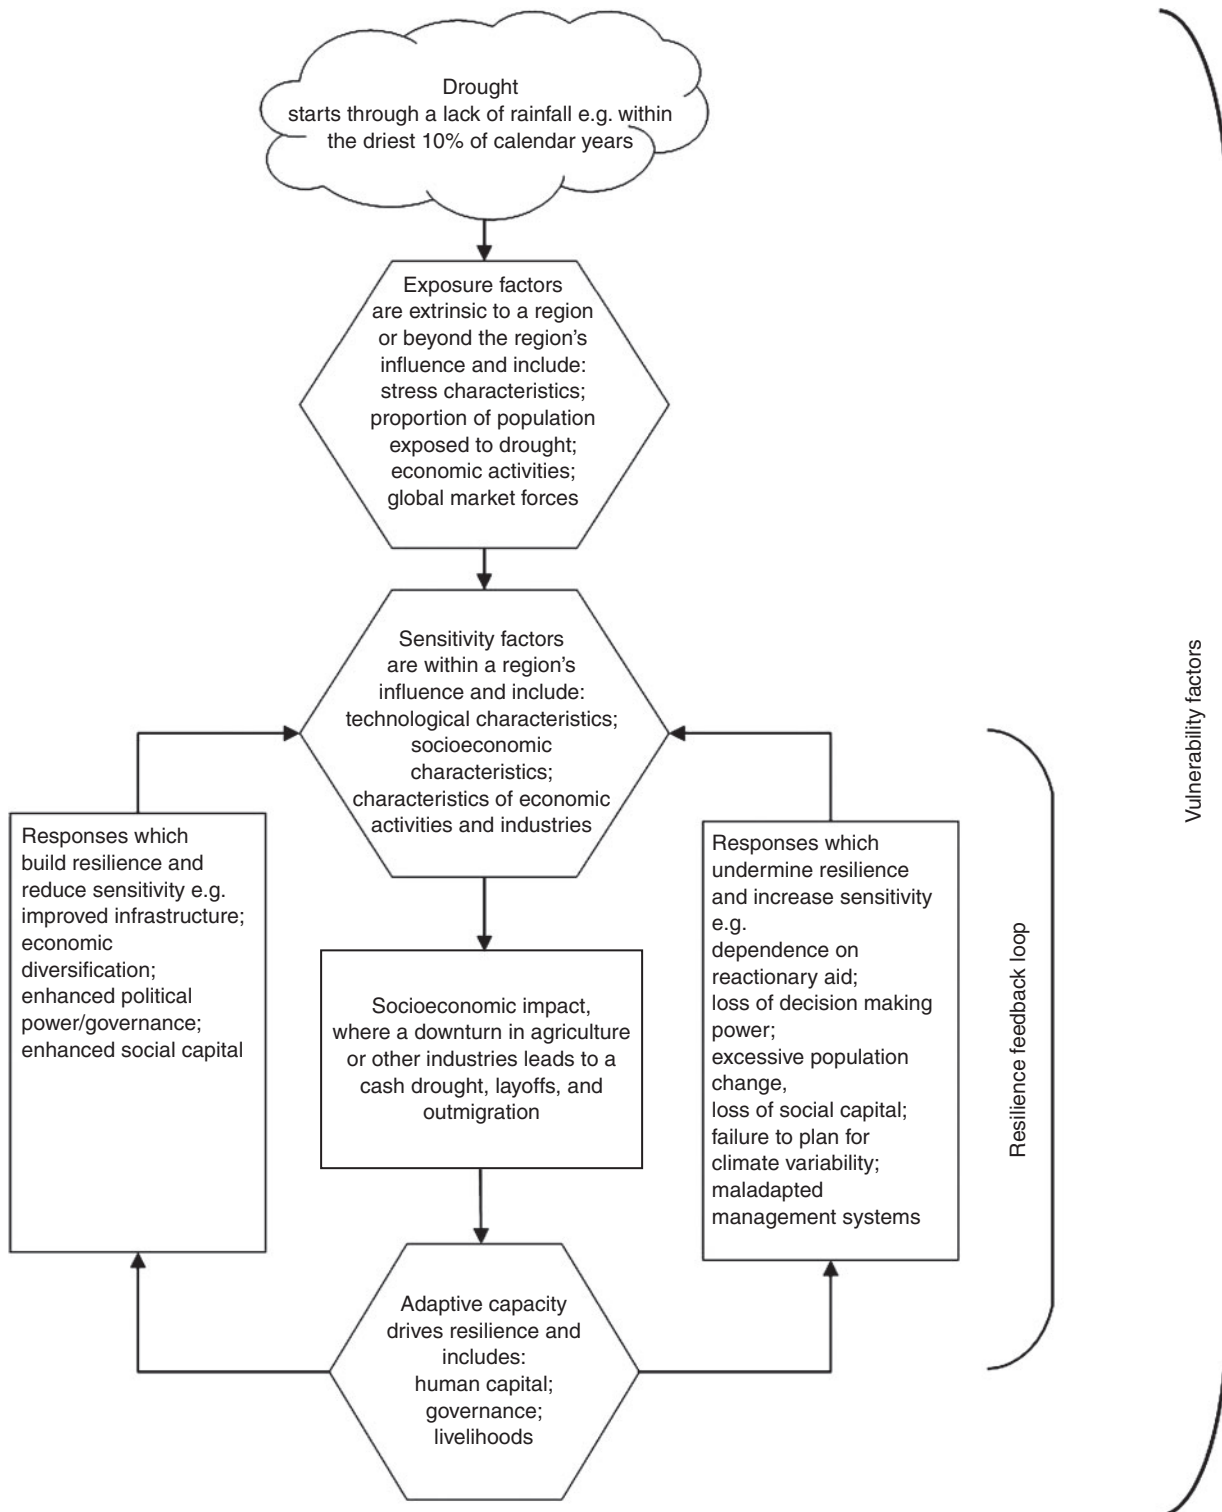 Drought
starts through a lack of rainfall e.g. within
the driest 10% of calendar years
Exposure factors
are extrinsic to a region
or beyond the region’s
influence and include:
stress characteristics;
proportion of population
exposed to drought;
economic activities;
global market forces
Sensitivity factors
are within a region’s
influence and include:
technological characteristics;
socioeconomic
characteristics;
characteristics of economic
activities and industries
Responses which
build resilience and
reduce sensitivity e.g.
improved infrastructure;
economic
diversification;
enhanced political
power/governance;
enhanced social capital
Socioeconomic impact,
where a downturn in agriculture
or other industries leads to a
cash drought, layoffs, and
outmigration
Responses which
undermine resilience
and increase sensitivity
e.g.
dependence on
reactionary aid;
loss of decision making
power;
excessive population
change,
loss of social capital;
failure to plan for
climate variability;
maladapted
management systems
Adaptive capacity
drives resilience and
includes:
human capital;
governance;
livelihoods
Resilience feedback loop
Vulnerability factors